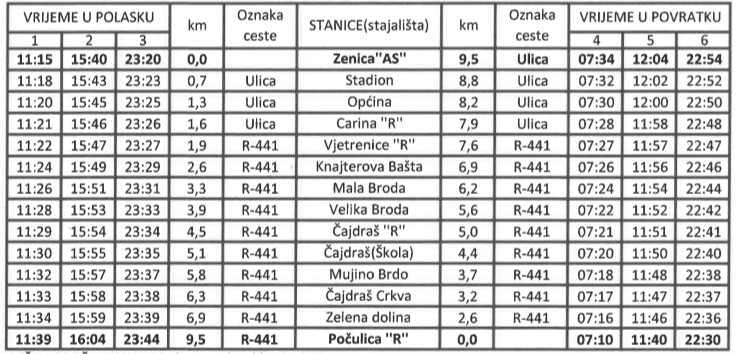 VRIJEME U POLASKU km Oznaka ceste STANICE(stajališta) km Oznaka ceste VRIJEME U POVRATKU
1 2 3 4 5 6
11:15 15:40 23:20 0,0 Zenica"AS" 9,5 Ulica 07:34 12:04 22:54
11:18 15:43 23:23 0,7 Ulica Stadion 8,8 Ulica 07:32 12:02 22:52
11:20 15:45 23:25 1,3 Ulica Općina 8,2 Ulica 07:30 12:00 22:50
11:21 15:46 23:26 1,6 Ulica Carina "R" 7,9 Ulica 07:28 11:58 22:48
11:22 15:47 23:27 1,9 R-441 Vjetrenice "R" 7,6 R-441 07:27 11:57 22:47
11:24 15:49 23:29 2,6 R-441 Knajterova Bašta 6,9 R-441 07:26 11:56 22:46
11:26 15:51 23:31 3,3 R-441 Mala Broda 6,2 R-441 07:24 11:54 22:44
11:28 15:53 23:33 3,9 R-441 Velika Broda 5,6 R-441 07:22 11:52 22:42
11:29 15:54 23:34 4,5 R-441 Čajdraš "R" 5,0 R-441 07:21 11:51 22:41
11:30 15:55 23:35 5,1 R-441 Čajdraš(Škola) 4,4 R-441 07:20 11:50 22:40
11:32 15:57 23:37 5,8 R-441 Mujino Brdo 3,7 R-441 07:18 11:48 22:38
11:33 15:58 23:38 6,3 R-441 Čajdraš Crkva 3,2 R-441 07:17 11:47 22:37
11:34 15:59 23:39 6,9 R-441 Zelena dolina 2,6 R-441 07:16 11:46 22:36
11:39 16:04 23:44 9,5 R-441 Počulica "R" 0,0 07:10 11:40 22:30